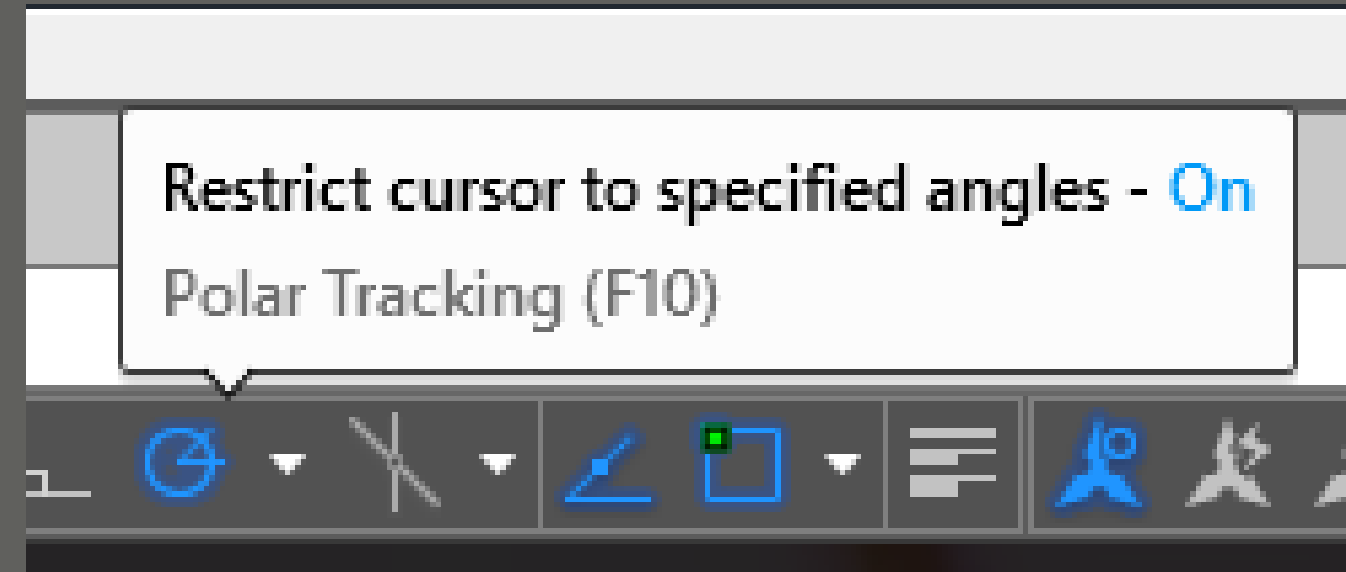 Restrict cursor to specified angles - On
Polar Tracking (F10)